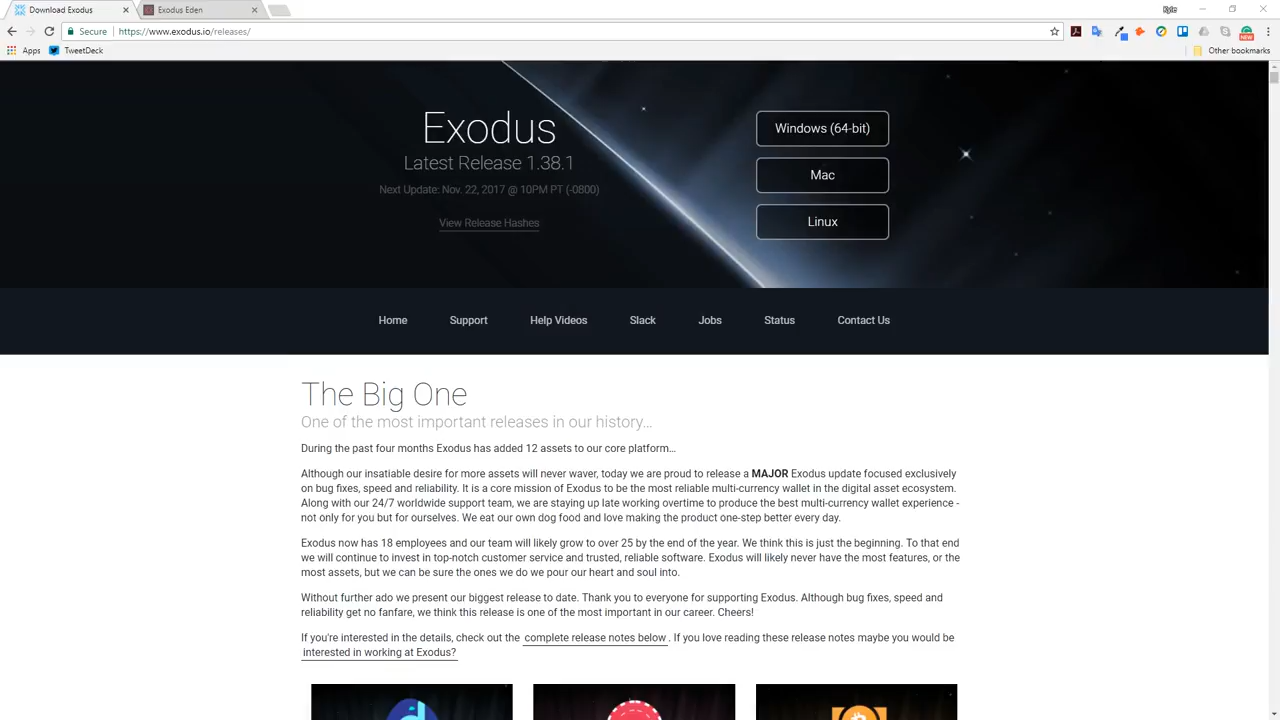 Download Exodus
Exodus Eden
Kyle
Secure
https://www.exodus.io/releases/
Apps
TweetDeck
Other bookmarks
NEW
Exodus
Latest Release 1.38.1
Next Update: Nov. 22, 2017 @ 10PM PT (-0800)
View Release Hashes
Windows (64-bit)
Mac
Linux
Home
Support
Help Videos
Slack
Jobs
Status
Contact Us
The Big One
One of the most important releases in our history...
During the past four months Exodus has added 12 assets to our core platform...
Although our insatiable desire for more assets will never waver, today we are proud to release a MAJOR Exodus update focused exclusively
on bug fixes, speed and reliability. It is a core mission of Exodus to be the most reliable multi-currency wallet in the digital asset ecosystem.
Along with our 24/7 worldwide support team, we are staying up late working overtime to produce the best multi-currency wallet experience -
not only for you but for ourselves. We eat our own dog food and love making the product one-step better every day.
Exodus now has 18 employees and our team will likely grow to over 25 by the end of the year. We think this is just the beginning. To that end
we will continue to invest in top-notch customer service and trusted, reliable software. Exodus will likely never have the most features, or the
most assets, but we can be sure the ones we do we pour our heart and soul into.
Without further ado we present our biggest release to date. Thank you to everyone for supporting Exodus. Although bug fixes, speed and
reliability get no fanfare, we think this release is one of the most important in our career. Cheers!
If you're interested in the details, check out the complete release notes below . If you love reading these release notes maybe you would be
interested in working at Exodus?